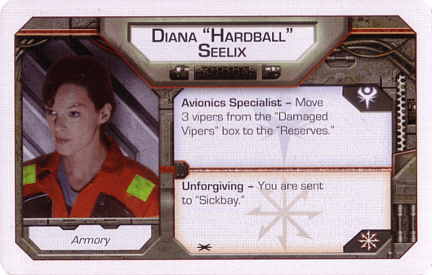 DIANA "HARDBALL"
SEELIX
Avionics Specialist – Move
3 vipers from the "Damaged
Vipers" box to the "Reserves."
Unforgiving – You are sent
to "Sickbay."
Armory